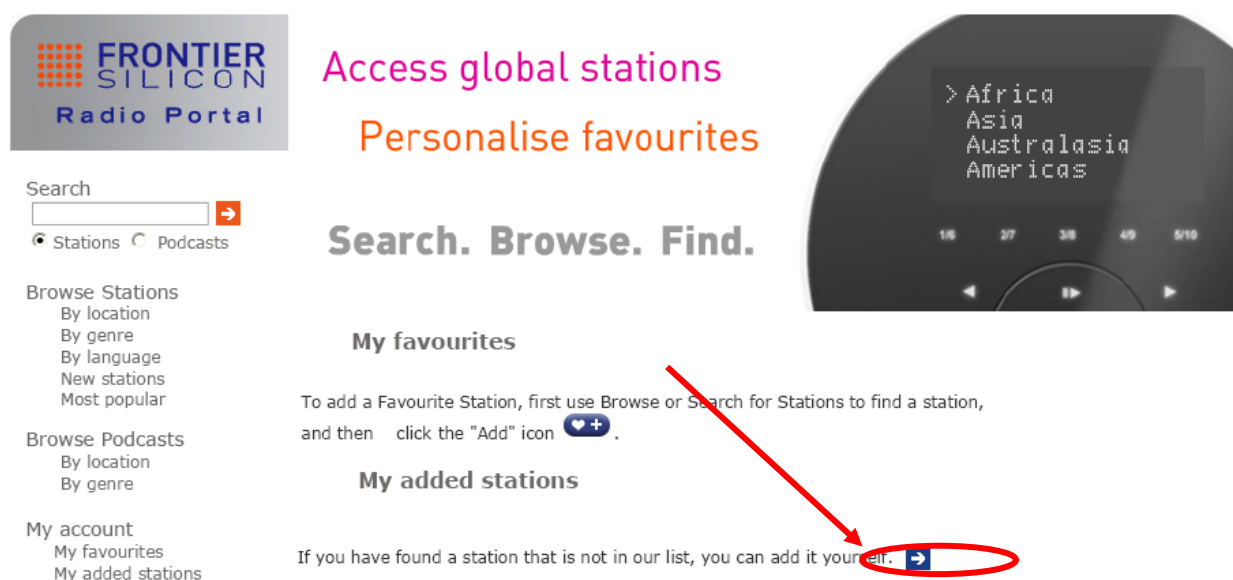 FRONTIER
SILICON
Radio Portal
Access global stations
Personalise favourites
Search. Browse. Find.
>Africa
Asia
Australasia
Americas
1/6 2/7 3/8 4/9 5/10
Search
Stations Podcasts
Browse Stations
By location
By genre
By language
New stations
Most popular
Browse Podcasts
By location
By genre
My account
My favourites
My added stations
My favourites
To add a Favourite Station, first use Browse or Search for Stations to find a station,
and then click the "Add" icon .
My added stations
If you have found a station that is not in our list, you can add it yourself.